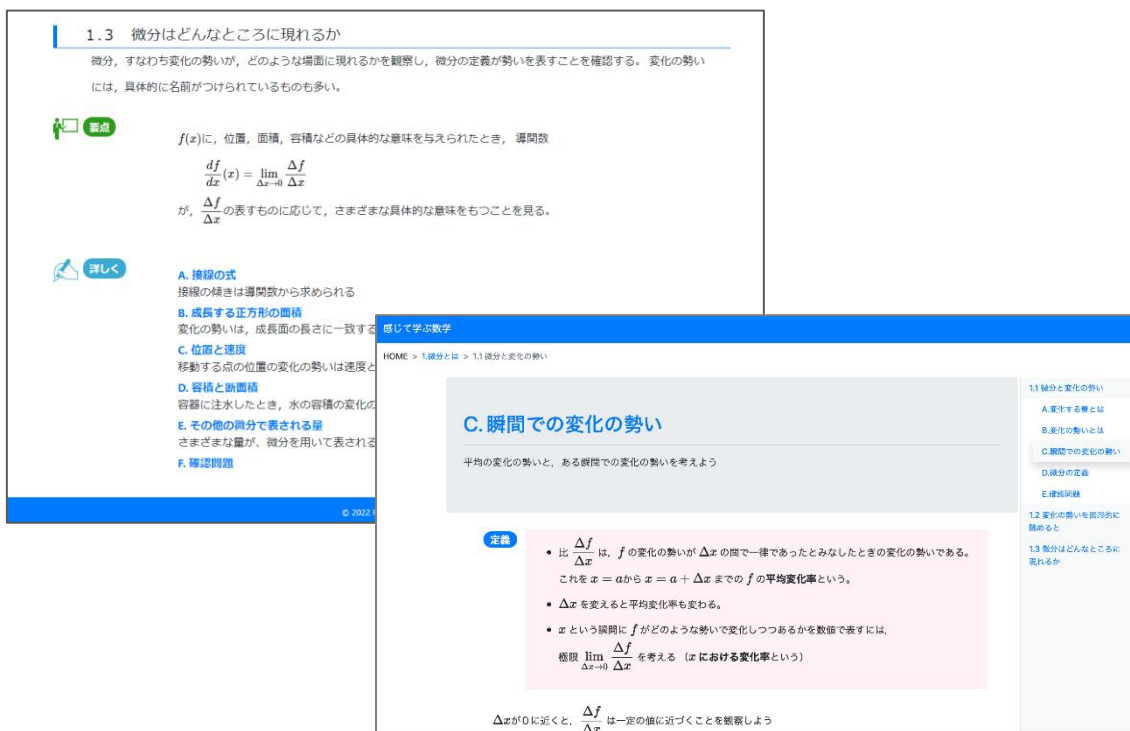 1.3 微分はどんなところに現れるか
微分，すなわち変化の勢いが，どのような場面に現れるかを観察し，微分の定義が勢いを表すことを確認する。変化の勢い
には，具体的に名前がつけられているものも多い。
要点
f(x)に，位置，面積，容積などの具体的な意味を与えられたとき，導関数
df/dx (x) = lim Δx→0 Δf/Δx
が，Δf/Δx の表すものに応じて，さまざまな具体的な意味をもつことを見る。
詳しく
A. 接線の式
接線の傾きは導関数から求められる
B. 成長する正方形の面積
変化の勢いは，成長面の長さに一致する
C. 位置と速度
移動する点の位置の変化の勢いは速度と
D. 容積と断面積
容器に注水したとき，水の容積の変化の
E. その他の微分で表される量
さまざまな量が、微分を用いて表される
F. 確認問題
© 2022
感じて学ぶ数学
HOME > 1.微分とは > 1.1 微分と変化の勢い
C. 瞬間での変化の勢い
平均の変化の勢いと，ある瞬間での変化の勢いを考えよう
定義
• 比 Δf/Δx は，f の変化の勢いが Δx の間で一律であったとみなしたときの変化の勢いである。
これを x = aから x = a + Δx までの f の平均変化率という。
• Δx を変えると平均変化率も変わる。
• x という瞬間に f がどのような勢いで変化しつつあるかを数値で表すには，
極限 lim Δx→0 Δf/Δx を考える （x における変化率という）
Δxが0に近くと，Δf/Δx は一定の値に近づくことを観察しよう
1.1 微分と変化の勢い
A.変化する量とは
B.変化の勢いとは
C.瞬間での変化の勢い
D.微分の定義
E.確認問題
1.2 変化の勢いを図形的に
眺めると
1.3 微分はどんなところに
現れるか